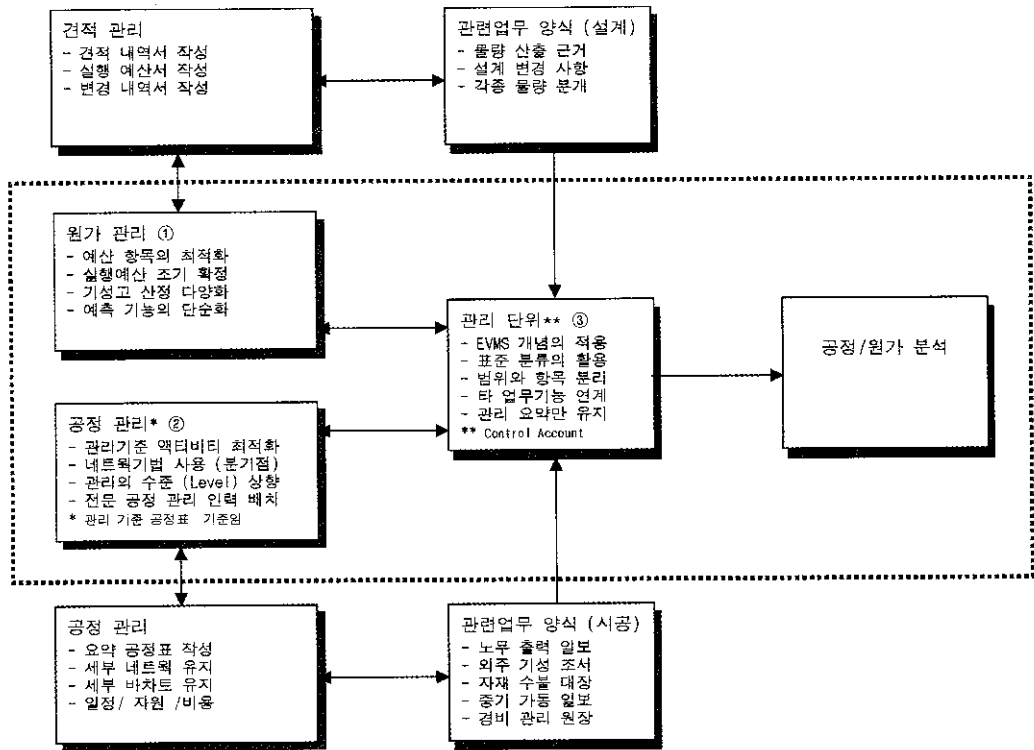 견적 관리
- 견적 내역서 작성
- 실행 예산서 작성
- 변경 내역서 작성
관련업무 양식 (설계)
- 물량 산출 근거
- 설계 변경 사항
- 각종 물량 분개
원가 관리 ①
- 예산 항목의 최적화
- 실행예산 조기 확정
- 기성고 산정 다양화
- 예측 기능의 단순화
관리 단위** ③
- EVMS 개념의 적용
- 표준 분류의 활용
- 범위와 항목 분리
- 타 업무기능 연계
- 관리 요약만 유지
** Control Account
공정/원가 분석
공정 관리* ②
- 관리기준 액티비티 최적화
- 네트웍기법 사용 (분기점)
- 관리의 수준 (Level) 상향
- 전문 공정 관리 인력 배치
* 관리 기준 공정표 기준임
공정 관리
- 요약 공정표 작성
- 세부 네트웍 유지
- 세부 바차트 유지
- 일정/ 자원 /비용
관련업무 양식 (시공)
- 노무 출력 일보
- 외주 기성 조서
- 자재 수불 대장
- 중기 가동 일보
- 경비 관리 원장